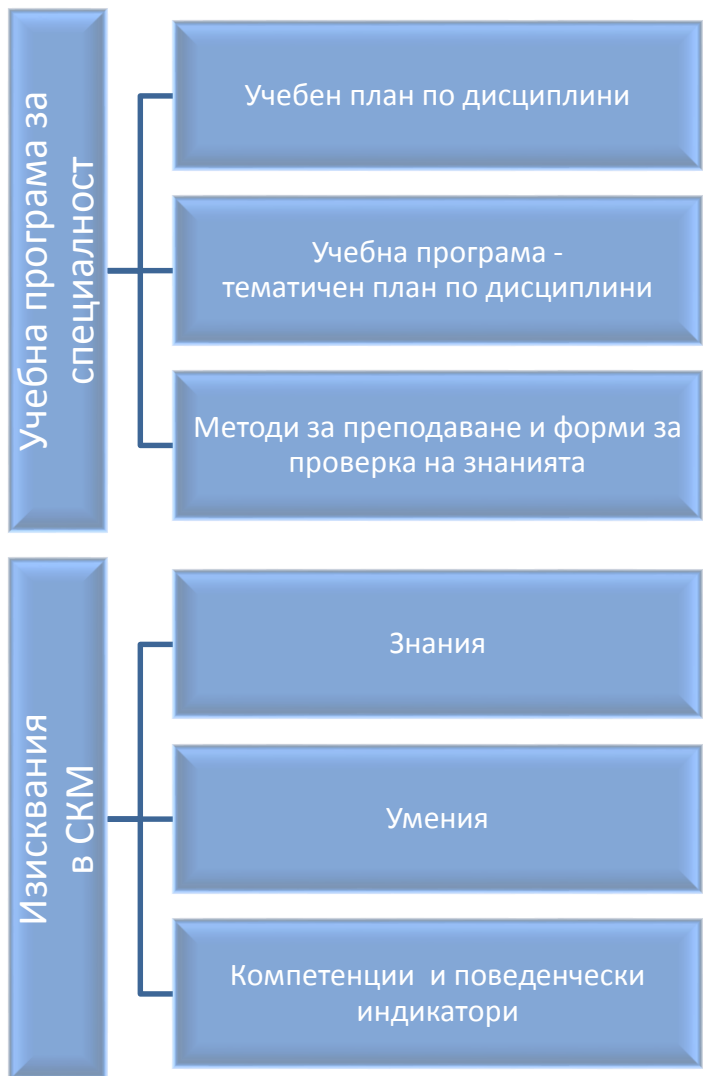 Учебна програма за
специалност
Учебен план по дисциплини
Учебна програма -
тематичен план по дисциплини
Методи за преподаване и форми за
проверка на знанията
Изисквания
в СКМ
Знания
Умения
Компетенции и поведенчески
индикатори